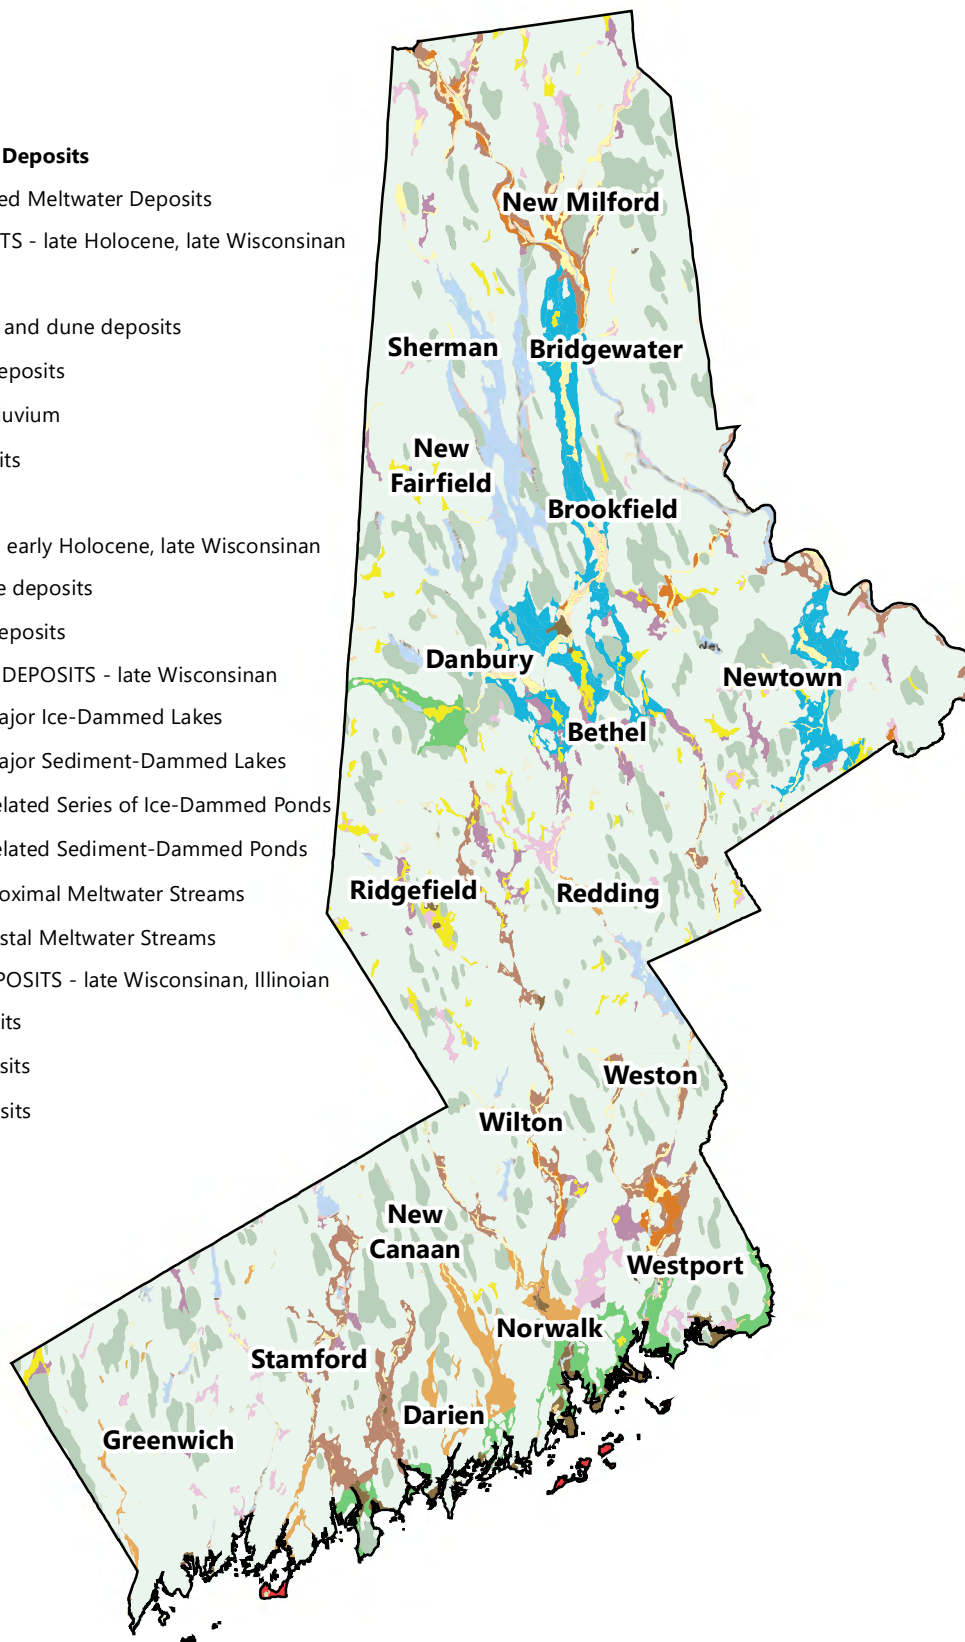 Deposits
ed Meltwater Deposits
TS - late Holocene, late Wisconsinan
and dune deposits
eposits
luvium
its
early Holocene, late Wisconsinan
e deposits
eposits
DEPOSITS - late Wisconsinan
ajor Ice-Dammed Lakes
ajor Sediment-Dammed Lakes
elated Series of Ice-Dammed Ponds
elated Sediment-Dammed Ponds
oximal Meltwater Streams
stal Meltwater Streams
POSITS - late Wisconsinan, Illinoian
its
sits
sits
New Milford
Sherman
Bridgewater
New
Fairfield
Brookfield
Danbury
Newtown
Bethel
Ridgefield
Redding
Weston
Wilton
New
Canaan
Westport
Norwalk
Stamford
Darien
Greenwich